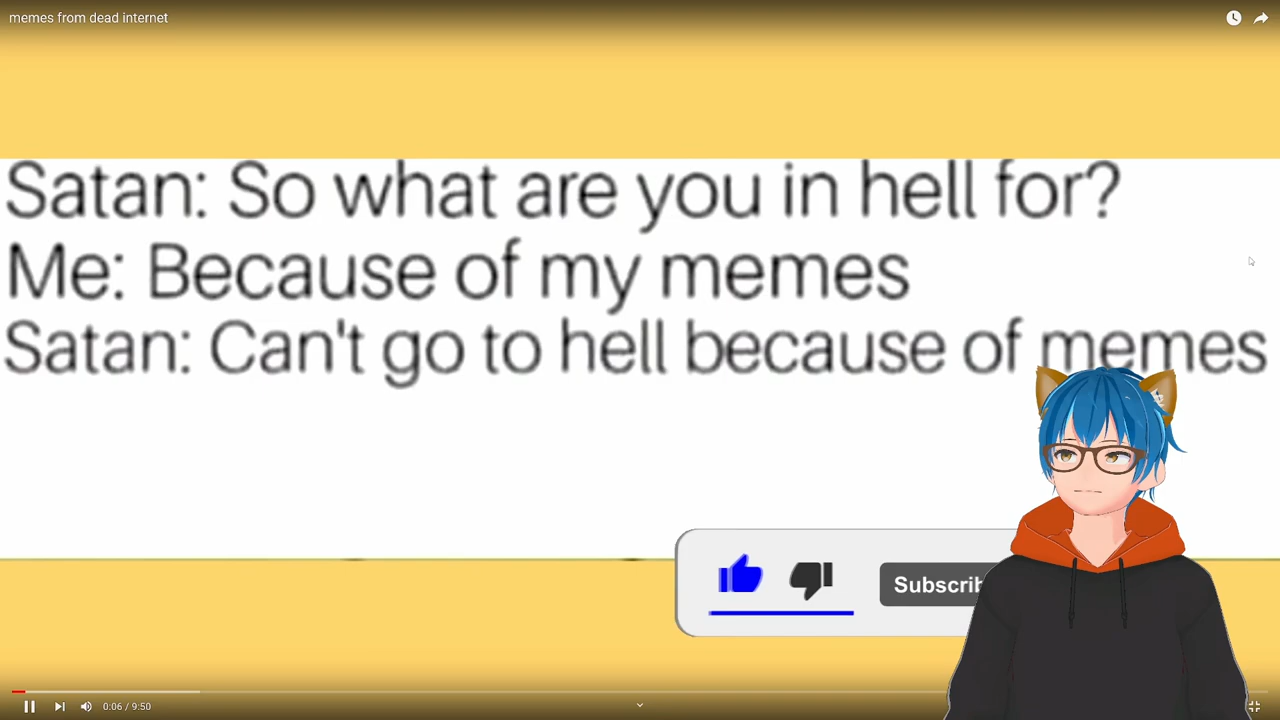 memes from dead internet
Satan: So what are you in hell for?
Me: Because of my memes
Satan: Can't go to hell because of memes
Subscrib
0:06 / 9:50